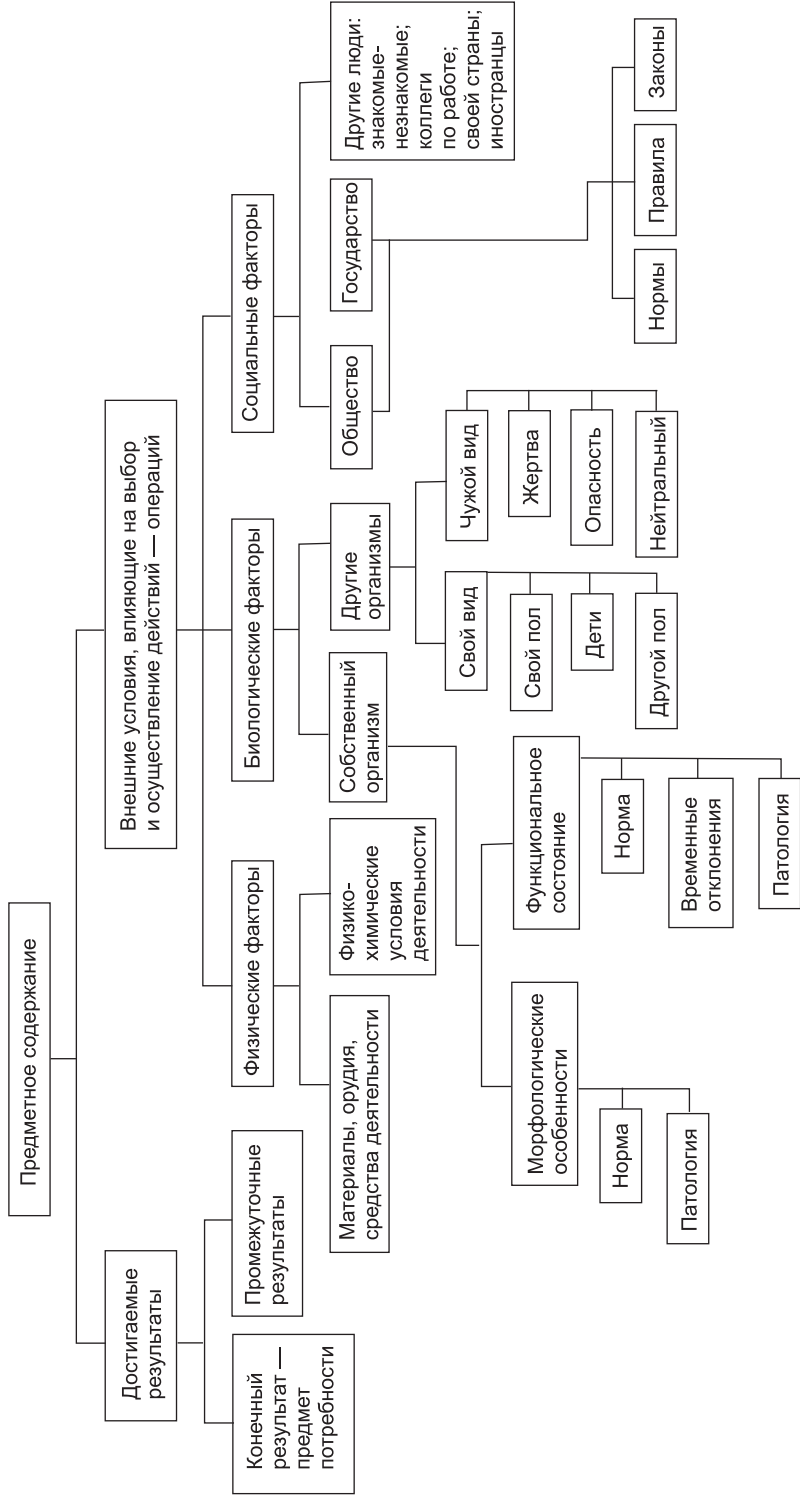 Предметное содержание
Достигаемые
результаты
Внешние условия, влияющие на выбор
и осуществление действий — операций
Конечный
результат —
предмет
потребности
Промежуточные
результаты
Физические факторы
Биологические факторы
Социальные факторы
Материалы, орудия,
средства деятельности
Физико-
химические
условия
деятельности
Собственный
организм
Другие
организмы
Общество
Государство
Другие люди:
знакомые-
незнакомые;
коллеги
по работе;
своей страны;
иностранцы
Морфологические
особенности
Норма
Патология
Функциональное
состояние
Норма
Временные
отклонения
Патология
Свой вид
Свой пол
Дети
Другой пол
Чужой вид
Жертва
Опасность
Нейтральный
Нормы
Правила
Законы